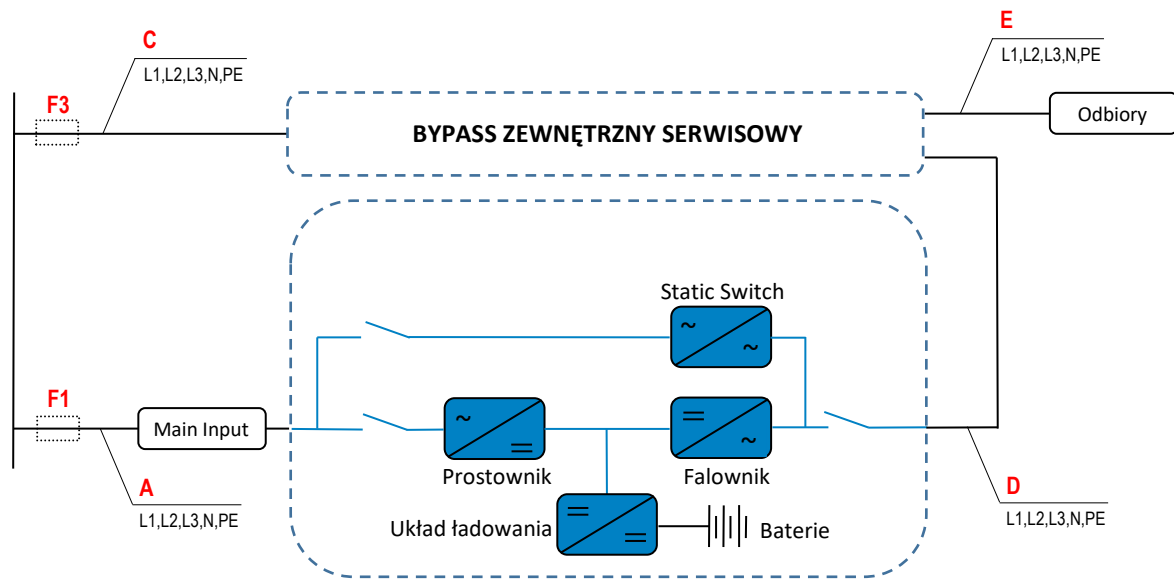 C
L1,L2,L3,N,PE
E
L1,L2,L3,N,PE
F3
BYPASS ZEWNĘTRZNY SERWISOWY
Odbiory
Static Switch
~
~
F1
Main Input
~
Prostownik
~
Falownik
A
L1,L2,L3,N,PE
D
L1,L2,L3,N,PE
Układ ładowania
Baterie